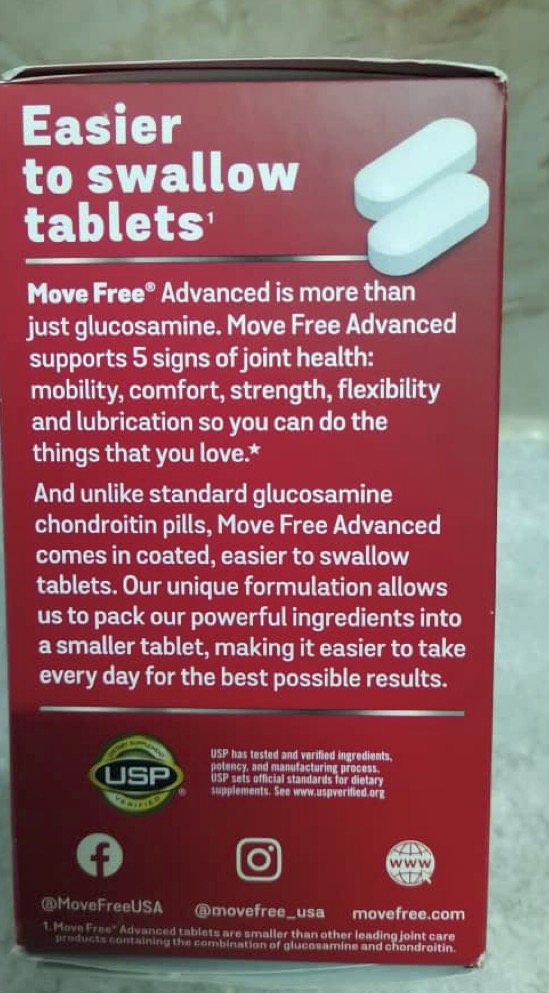 Easier
to swallow
tablets¹
Move Free® Advanced is more than
just glucosamine. Move Free Advanced
supports 5 signs of joint health:
mobility, comfort, strength, flexibility
and lubrication so you can do the
things that you love.★
And unlike standard glucosamine
chondroitin pills, Move Free Advanced
comes in coated, easier to swallow
tablets. Our unique formulation allows
us to pack our powerful ingredients into
a smaller tablet, making it easier to take
every day for the best possible results.
DIETARY SUPPLEMENT
USP
VERIFIED
®
USP has tested and verified ingredients,
potency, and manufacturing process.
USP sets official standards for dietary
supplements. See www.uspverified.org
www
@MoveFreeUSA @movefree_usa movefree.com
1. Move Free® Advanced tablets are smaller than other leading joint care
products containing the combination of glucosamine and chondroitin.